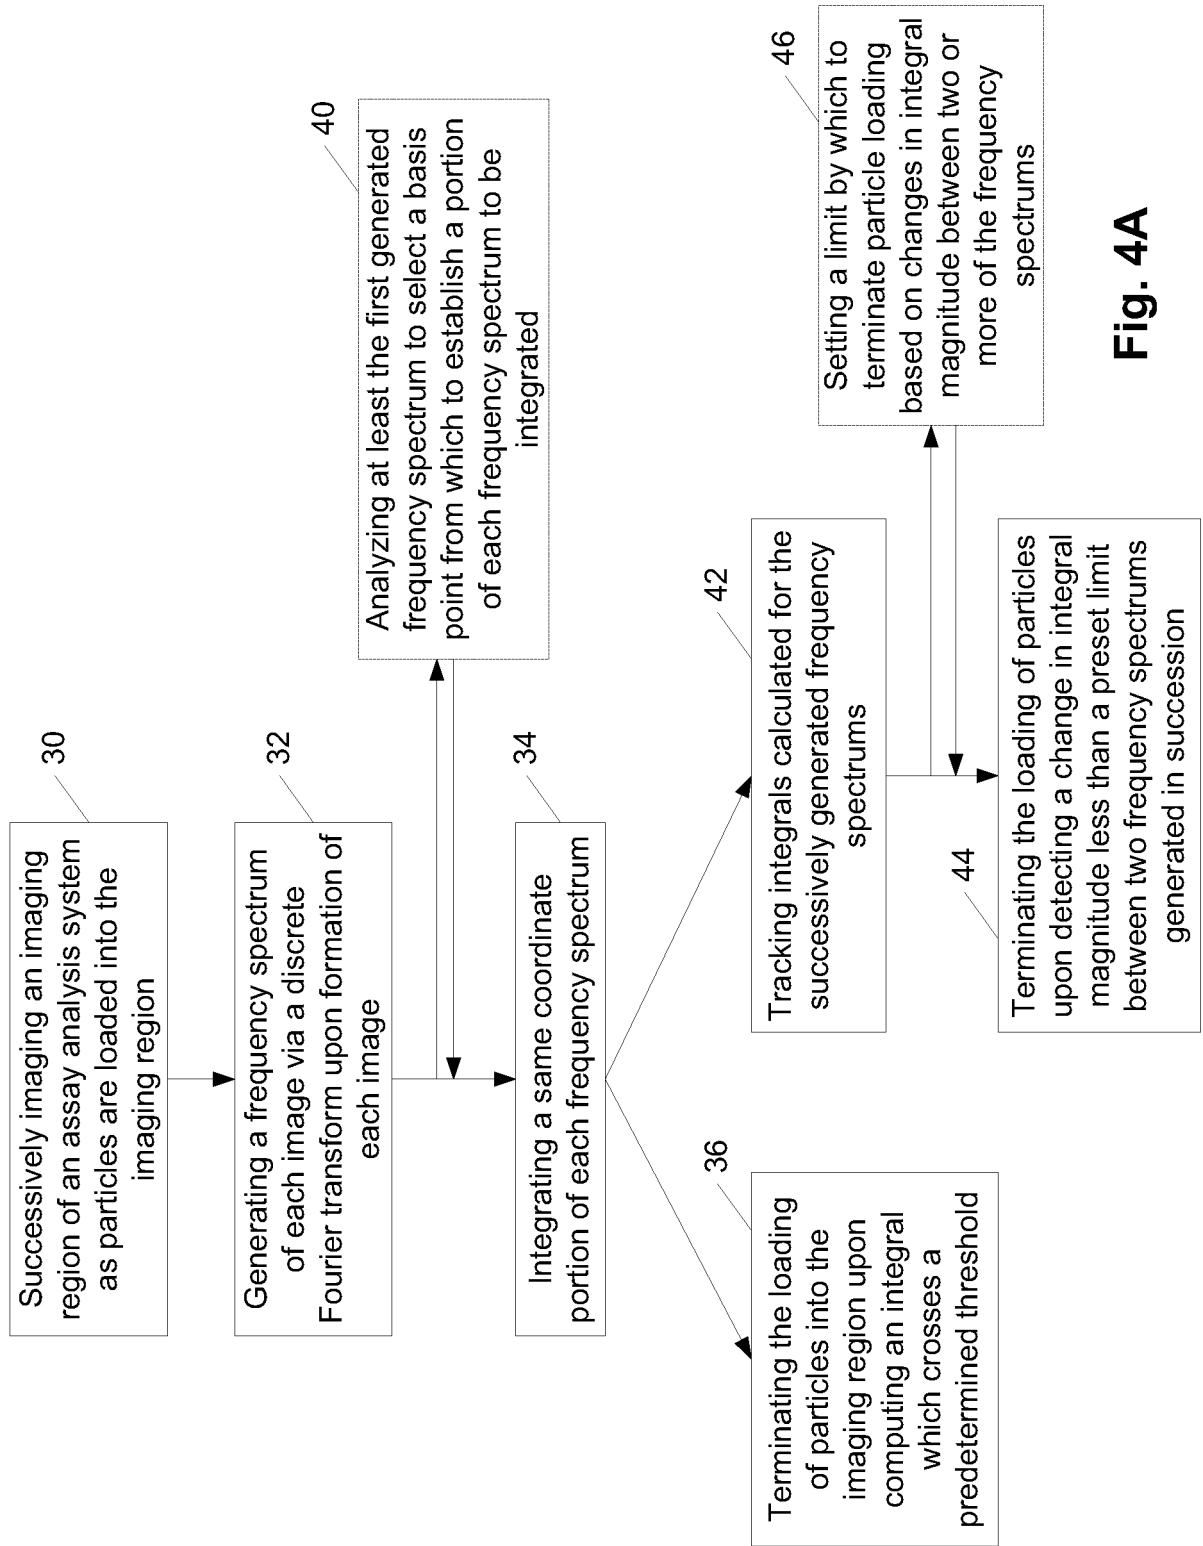 30
Successively imaging an imaging
region of an assay analysis system
as particles are loaded into the
imaging region
32
Generating a frequency spectrum
of each image via a discrete
Fourier transform upon formation of
each image
40
Analyzing at least the first generated
frequency spectrum to select a basis
point from which to establish a portion
of each frequency spectrum to be
integrated
34
Integrating a same coordinate
portion of each frequency spectrum
36
Terminating the loading
of particles into the
imaging region upon
computing an integral
which crosses a
predetermined threshold
42
Tracking integrals calculated for the
successively generated frequency
spectrums
46
Setting a limit by which to
terminate particle loading
based on changes in integral
magnitude between two or
more of the frequency
spectrums
44
Terminating the loading of particles
upon detecting a change in integral
magnitude less than a preset limit
between two frequency spectrums
generated in succession
Fig. 4A